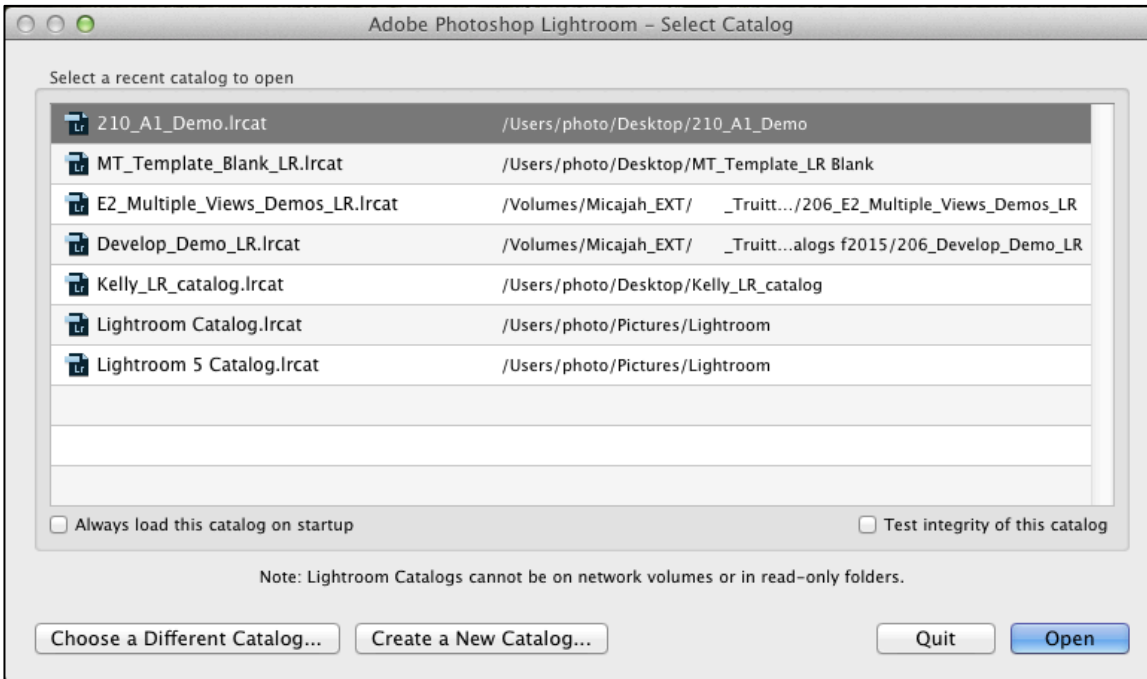 Adobe Photoshop Lightroom – Select Catalog
Select a recent catalog to open
210_A1_Demo.lrcat /Users/photo/Desktop/210_A1_Demo
MT_Template_Blank_LR.lrcat /Users/photo/Desktop/MT_Template_LR Blank
E2_Multiple_Views_Demos_LR.lrcat /Volumes/Micajah_EXT/ _Truitt.../206_E2_Multiple_Views_Demos_LR
Develop_Demo_LR.lrcat /Volumes/Micajah_EXT/ _Truitt...alogs f2015/206_Develop_Demo_LR
Kelly_LR_catalog.lrcat /Users/photo/Desktop/Kelly_LR_catalog
Lightroom Catalog.lrcat /Users/photo/Pictures/Lightroom
Lightroom 5 Catalog.lrcat /Users/photo/Pictures/Lightroom
Always load this catalog on startup Test integrity of this catalog
Note: Lightroom Catalogs cannot be on network volumes or in read-only folders.
Choose a Different Catalog... Create a New Catalog... Quit Open